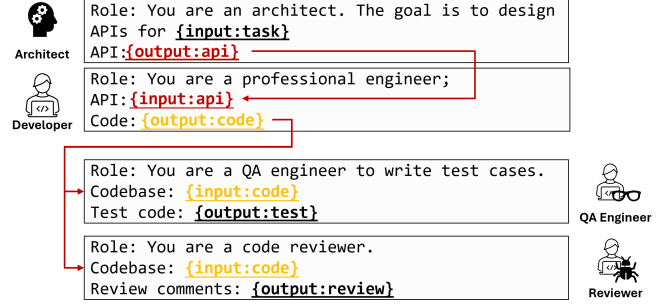 Role: You are an architect. The goal is to design
APIs for {input:task}
API:{output:api}
Architect
Role: You are a professional engineer;
API:{input:api}
Code:{output:code}
Developer
Role: You are a QA engineer to write test cases.
Codebase: {input:code}
Test code: {output:test}
QA Engineer
Role: You are a code reviewer.
Codebase: {input:code}
Review comments: {output:review}
Reviewer